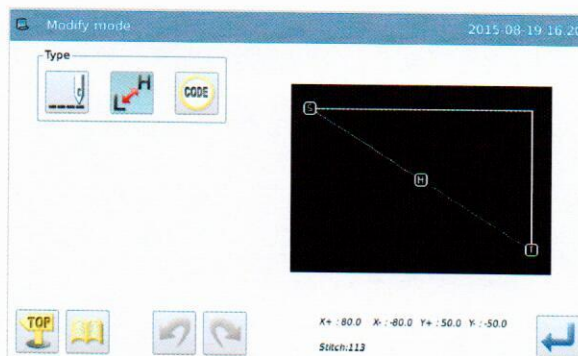 Modify mode
2015-08-19 16:20
Type
L H
CODE
S
H
T
TOP
X+ : 80.0 X- : -80.0 Y+ : 50.0 Y- : -50.0
Stitch:113